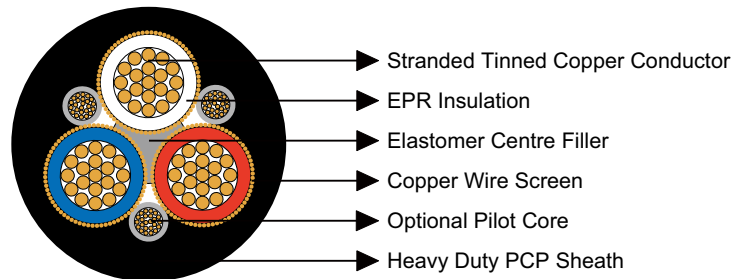 Stranded Tinned Copper Conductor
EPR Insulation
Elastomer Centre Filler
Copper Wire Screen
Optional Pilot Core
Heavy Duty PCP Sheath